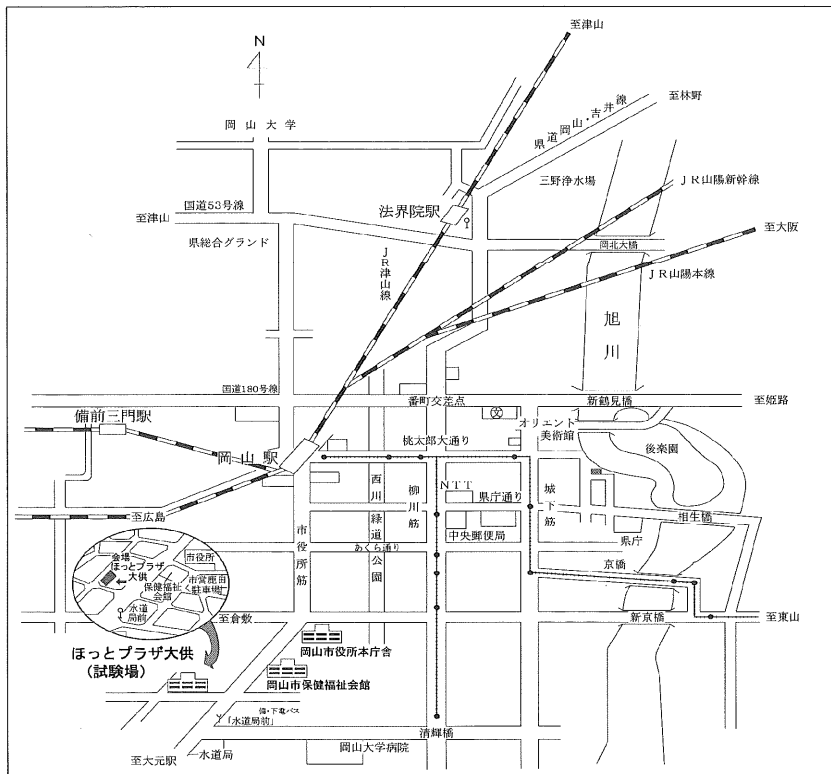 至津山
N
至林野
県道岡山・吉井線
岡山大学
三野浄水場
JR山陽新幹線
国道53号線
法界院駅
至津山
至大阪
県総合グランド
岡北大橋
JR津山線
JR山陽本線
旭川
国道180号線
番町交差点
新鶴見橋
至姫路
備前三門駅
文
オリエント
美術館
桃太郎大通り
後楽園
岡山駅
西川緑道公園
柳川筋
NTT
県庁通り
城下筋
至広島
市役所筋
中央郵便局
相生橋
あくら通り
県庁
会場
ほっとプラザ
大供
市役所
保健福祉
会館
市営鹿田
駐車場
水道
局前
京橋
至倉敷
新京橋
至東山
ほっとプラザ大供
(試験場)
岡山市役所本庁舎
岡山市保健福祉会館
備・下電バス
「水道局前」
清輝橋
水道局
岡山大学病院
至大元駅